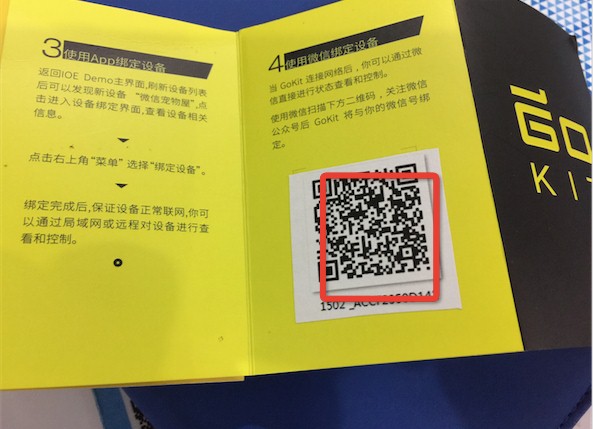 3 使用App绑定设备
返回IOE Demo主界面,刷新设备列表
后可以发现新设备 “微信宠物屋”,点
击进入设备绑定界面,查看设备相关
信息。
点击右上角“菜单” 选择“绑定设备”。
绑定完成后,保证设备正常联网,你可
以通过局域网或远程对设备进行查
看和控制。
4 使用微信绑定设备
当 GoKit 连接网络后，你可以通过微
信直接进行状态查看和控制。
使用微信扫描下方二维码，关注微信
公众号后 GoKit 将与你的微信号绑
定。
GO
KIT